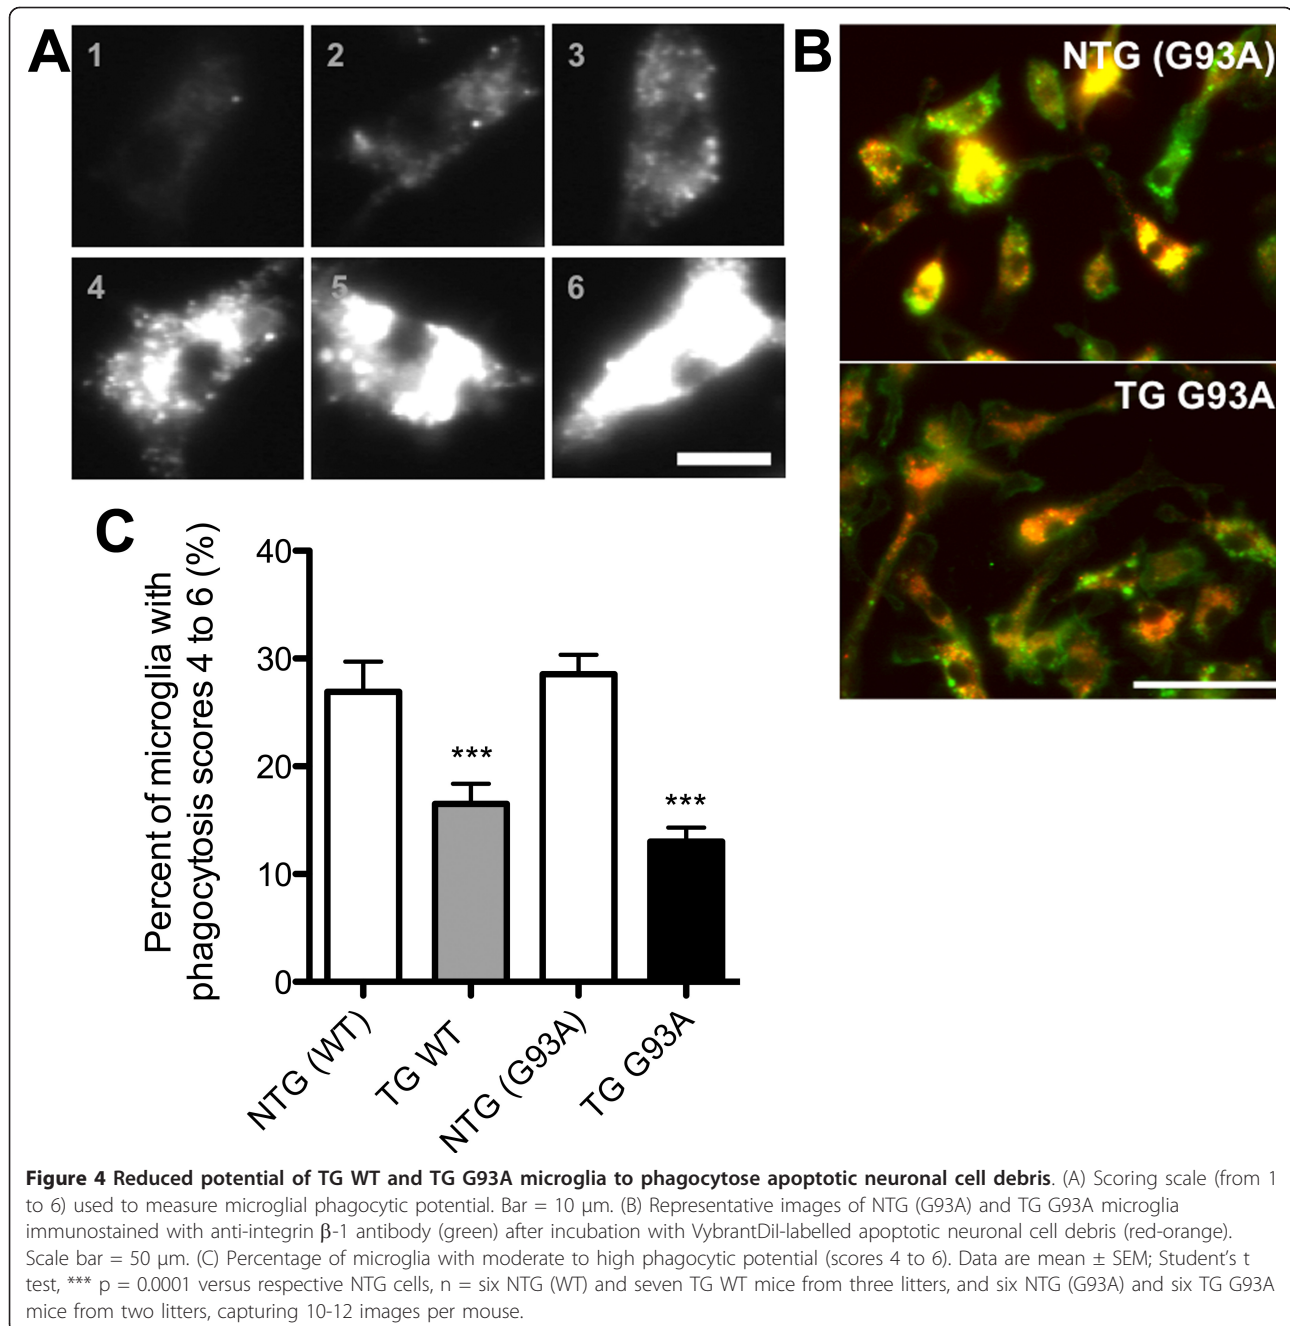 A
1
2
3
4
5
6
B
NTG (G93A)
TG G93A
C
Percent of microglia with
phagocytosis scores 4 to 6 (%)
40
30
20
10
0
***
***
NTG (WT)
TG WT
NTG (G93A)
TG G93A
Figure 4 Reduced potential of TG WT and TG G93A microglia to phagocytose apoptotic neuronal cell debris. (A) Scoring scale (from 1
to 6) used to measure microglial phagocytic potential. Bar = 10 μm. (B) Representative images of NTG (G93A) and TG G93A microglia
immunostained with anti-integrin β-1 antibody (green) after incubation with VybrantDiI-labelled apoptotic neuronal cell debris (red-orange).
Scale bar = 50 μm. (C) Percentage of microglia with moderate to high phagocytic potential (scores 4 to 6). Data are mean ± SEM; Student's t
test, *** p = 0.0001 versus respective NTG cells, n = six NTG (WT) and seven TG WT mice from three litters, and six NTG (G93A) and six TG G93A
mice from two litters, capturing 10-12 images per mouse.